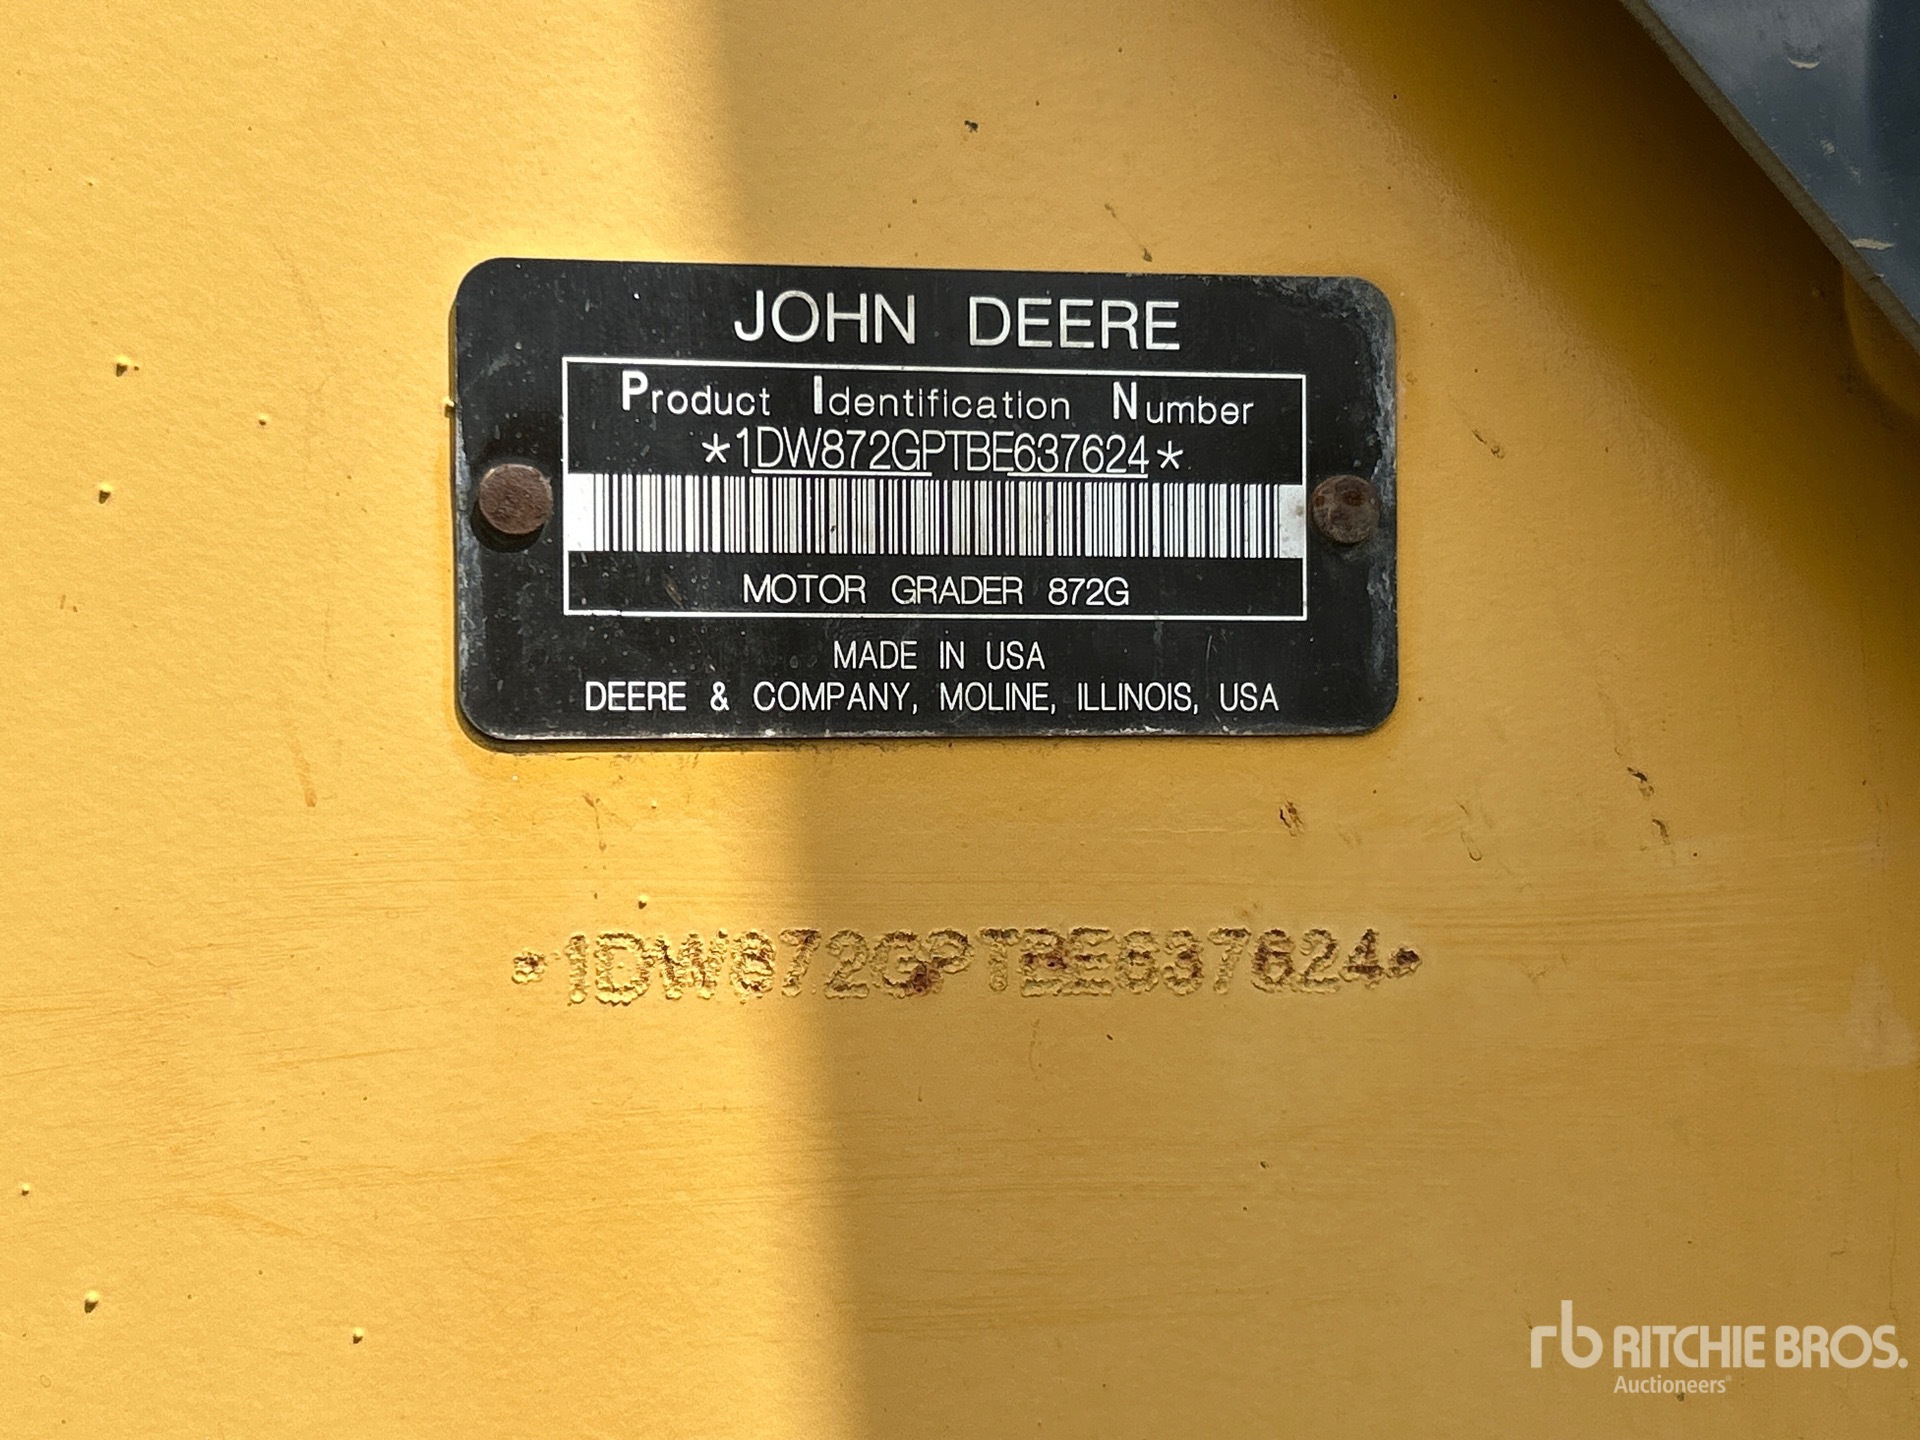 JOHN DEERE
Product Identification Number
*1DW872GPTBE637624*
MOTOR GRADER 872G
MADE IN USA
DEERE & COMPANY, MOLINE, ILLINOIS, USA
*1DW872GPTBE637624*
rb RITCHIE BROS.
Auctioneers